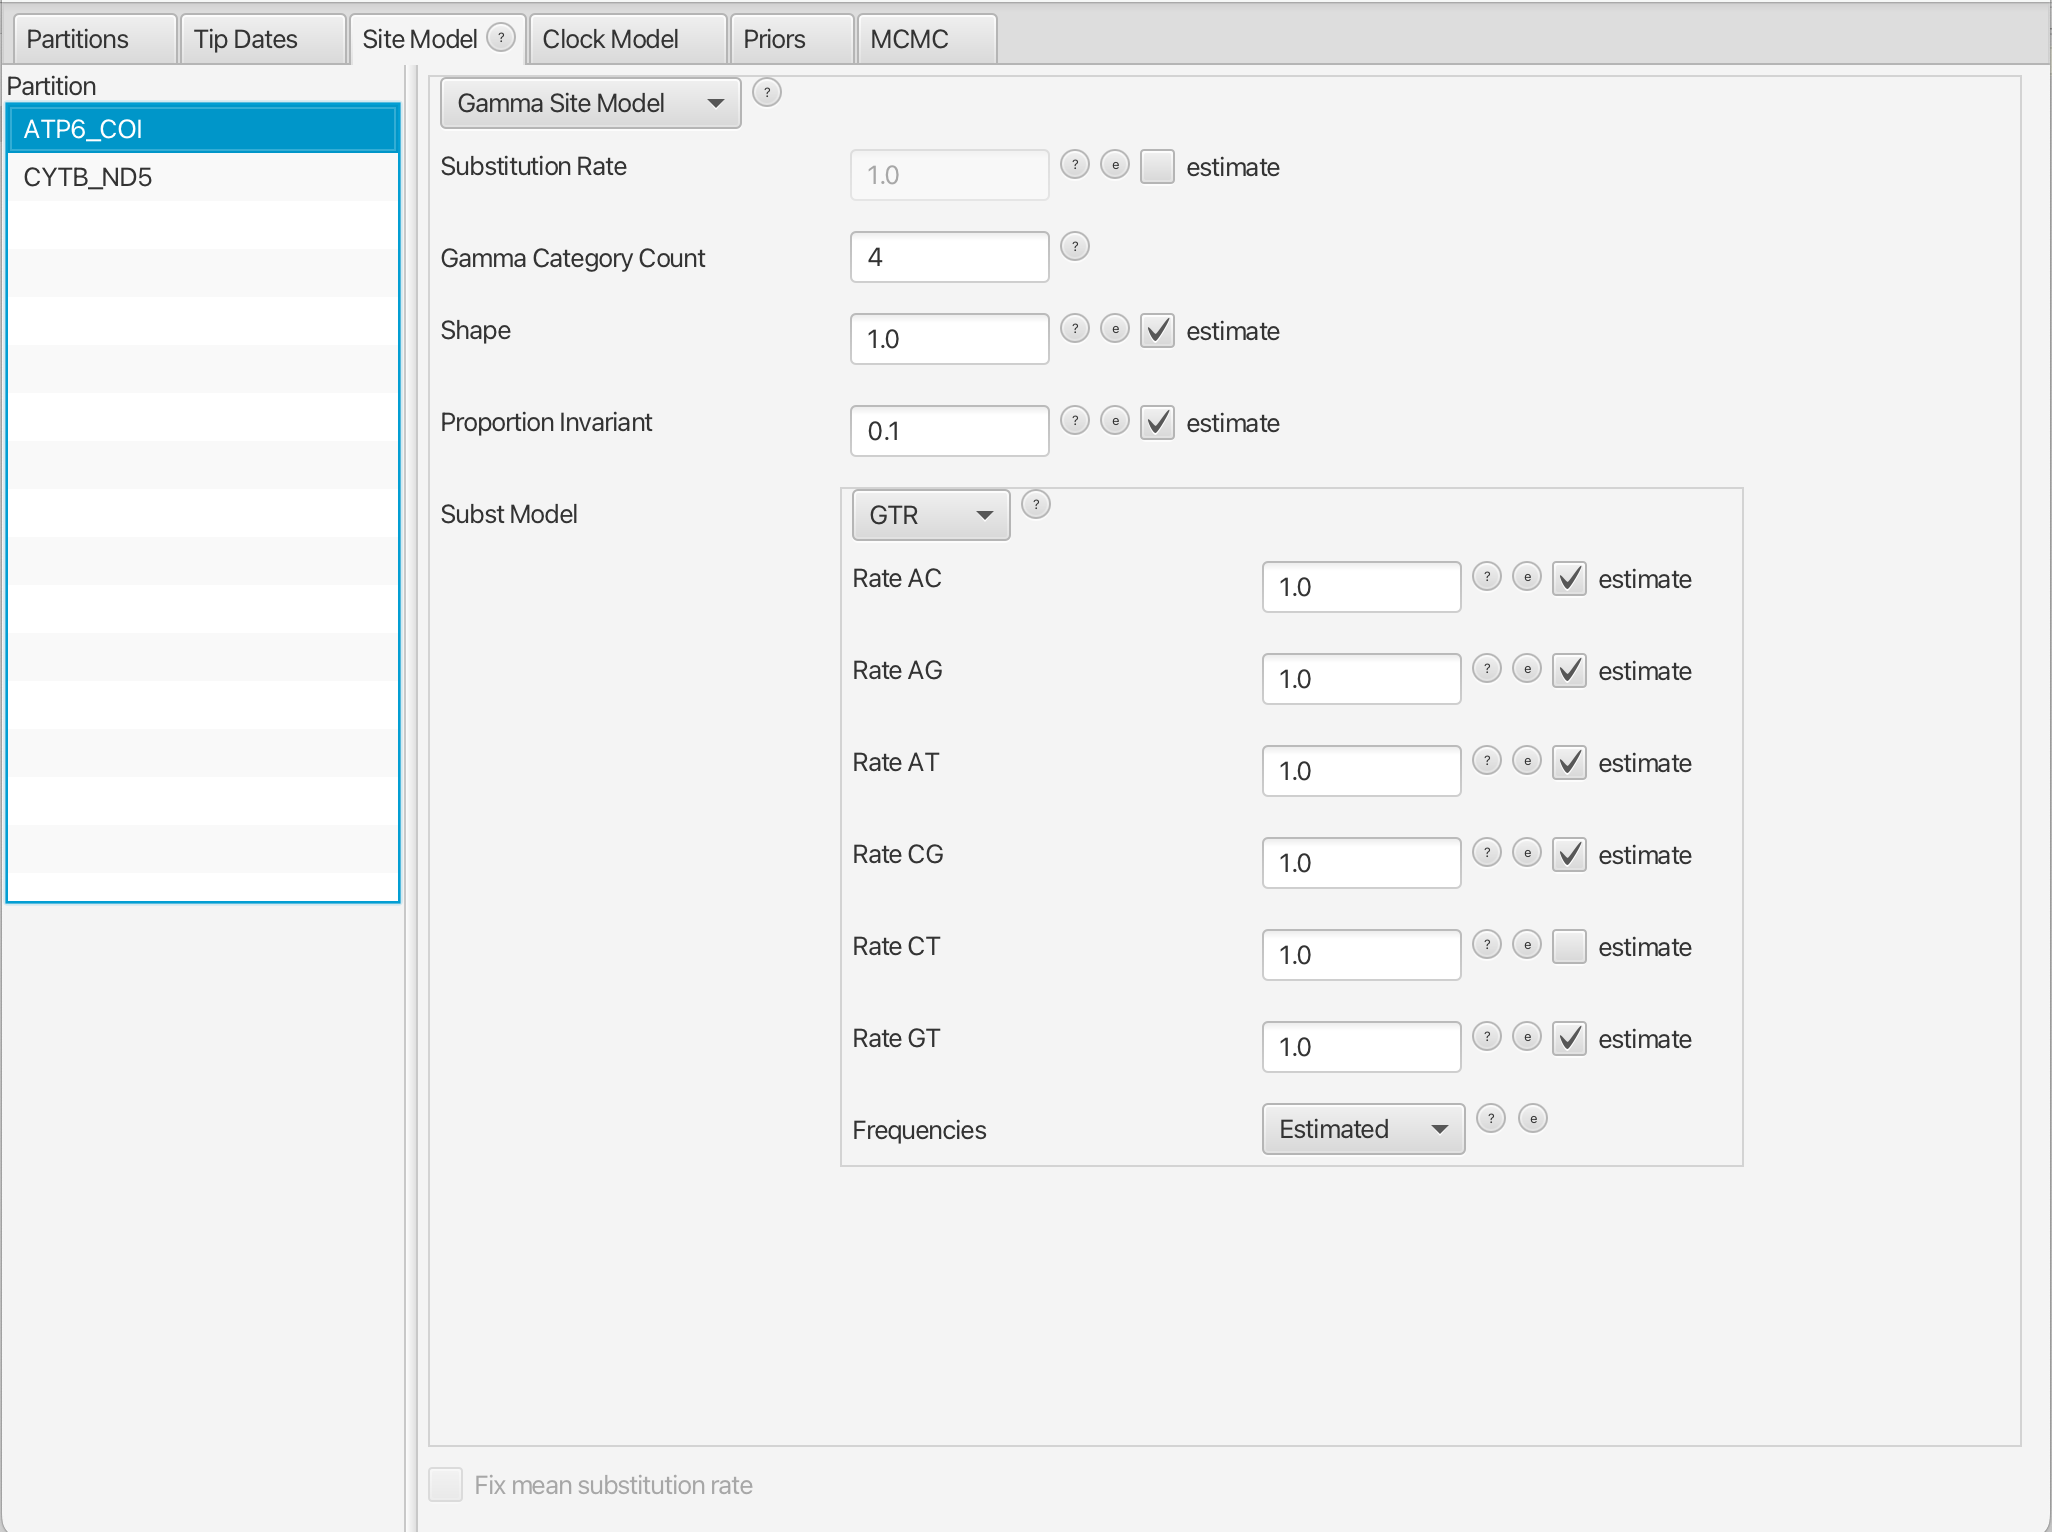 Partitions Tip Dates Site Model ? Clock Model Priors MCMC
Partition
ATP6_COI
CYTB_ND5
Gamma Site Model ?
Substitution Rate 1.0 ? e estimate
Gamma Category Count 4 ?
Shape 1.0 ? e estimate
Proportion Invariant 0.1 ? e estimate
Subst Model GTR ?
Rate AC 1.0 ? e estimate
Rate AG 1.0 ? e estimate
Rate AT 1.0 ? e estimate
Rate CG 1.0 ? e estimate
Rate CT 1.0 ? e estimate
Rate GT 1.0 ? e estimate
Frequencies Estimated ? e
Fix mean substitution rate